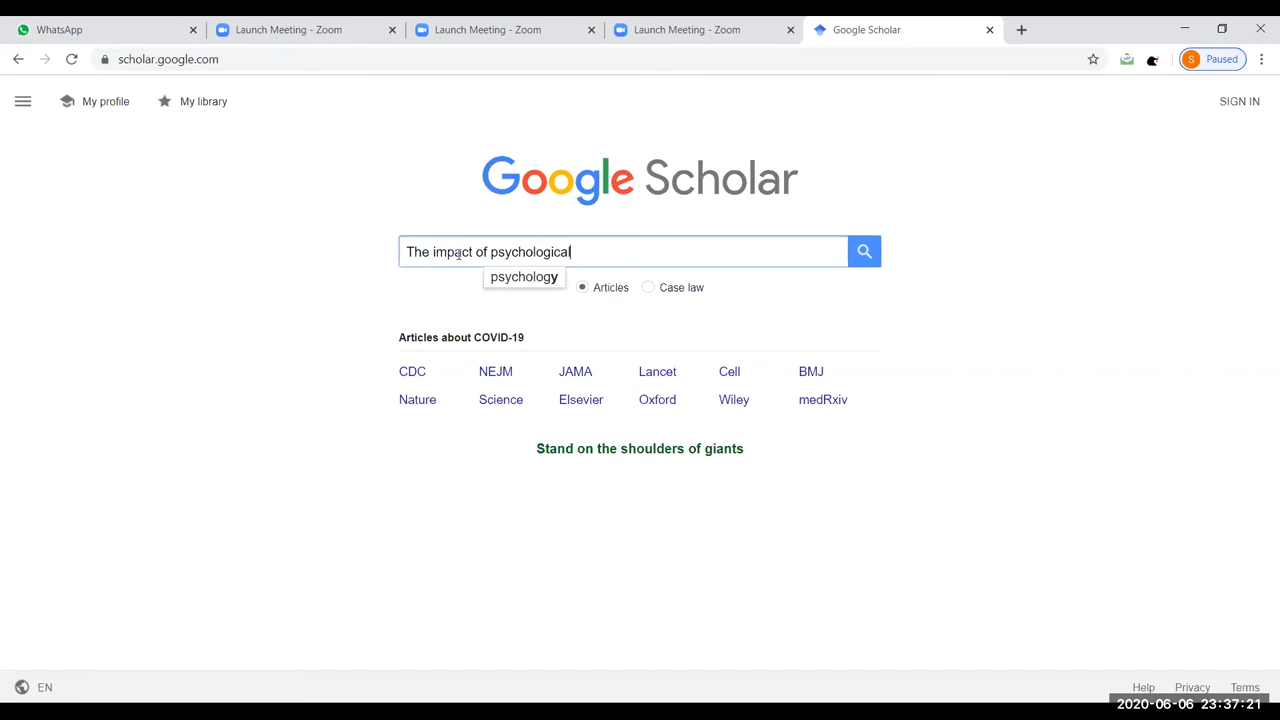 WhatsApp
Launch Meeting - Zoom
Launch Meeting - Zoom
Launch Meeting - Zoom
Google Scholar
scholar.google.com
S Paused
My profile
My library
SIGN IN
Google Scholar
The impact of psychological
psychology
Articles
Case law
Articles about COVID-19
CDC NEJM JAMA Lancet Cell BMJ
Nature Science Elsevier Oxford Wiley medRxiv
Stand on the shoulders of giants
EN
Help Privacy Terms
2020-06-06 23:37:21